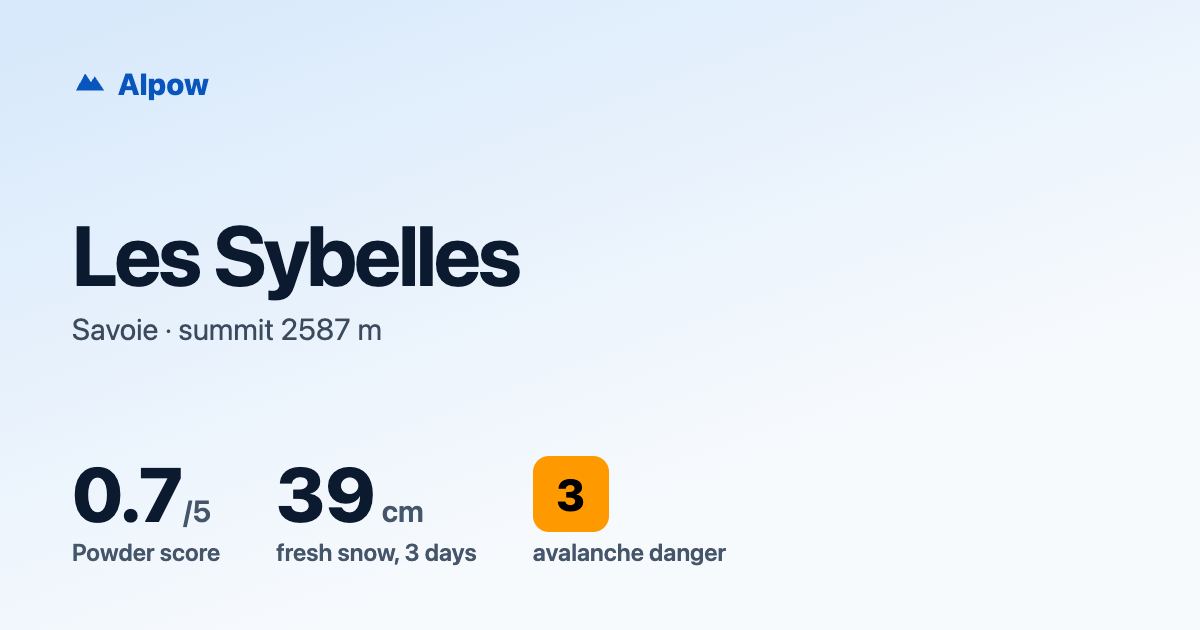 Alpow
Les Sybelles
Savoie · summit 2587 m
0.7/5
Powder score
39 cm
fresh snow, 3 days
3
avalanche danger